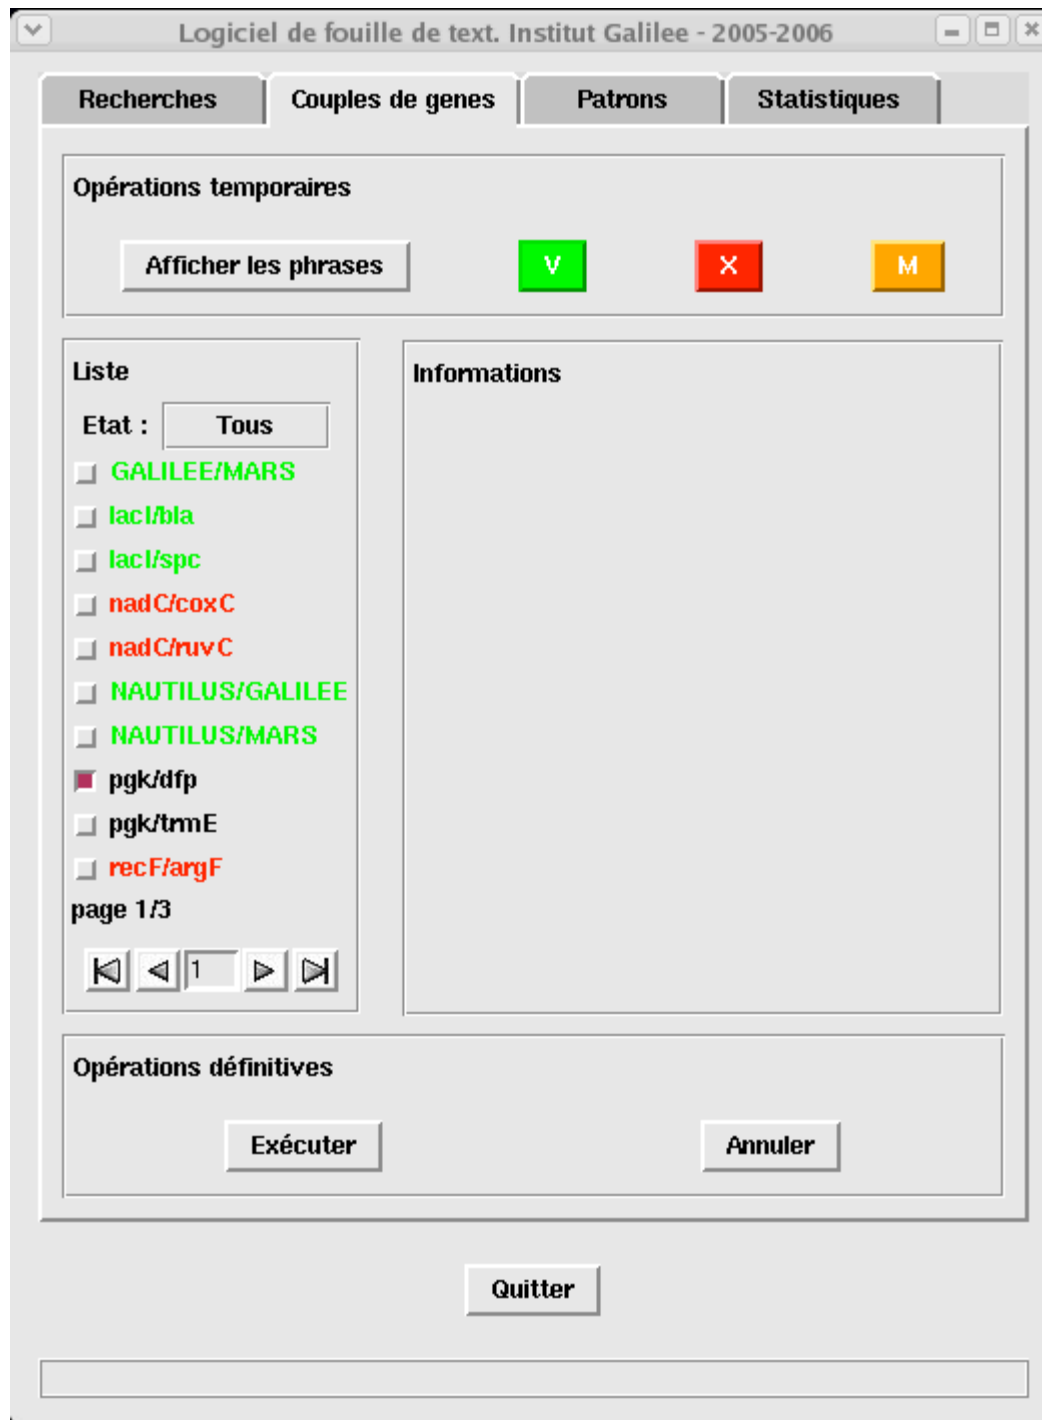 Logiciel de fouille de text. Institut Galilee - 2005-2006
Recherches Couples de genes Patrons Statistiques
Opérations temporaires
Afficher les phrases V X M
Liste
Informations
Etat : Tous
GALILEE/MARS
lacI/bla
lacI/spc
nadC/coxC
nadC/ruvC
NAUTILUS/GALILEE
NAUTILUS/MARS
pgk/dfp
pgk/trmE
recF/argF
page 1/3
1
Opérations définitives
Exécuter Annuler
Quitter